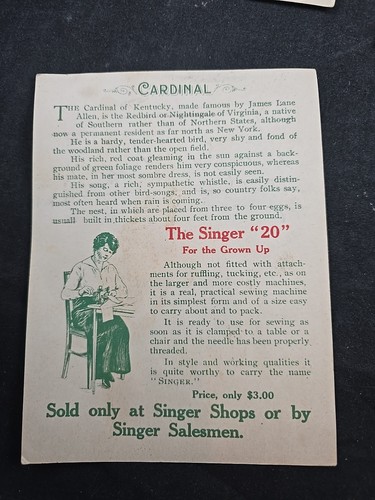 CARDINAL
THE Cardinal of Kentucky, made famous by James Lane
Allen, is the Redbird or Nightingale of Virginia, a native
of Southern rather than of Northern States, although
now a permanent resident as far north as New York.
He is a hardy, tender-hearted bird, very shy and fond of
the woodland rather than the open field.
His rich, red coat gleaming in the sun against a back-
ground of green foliage renders him very conspicuous, whereas
his mate, in her most sombre dress, is not easily seen.
His song, a rich, sympathetic whistle, is easily distin-
guished from other bird-songs, and is, so country folks say,
most often heard when rain is coming.
The nest, in which are placed from three to four eggs, is
usual built in thickets about four feet from the ground.
The Singer "20"
For the Grown Up
Although not fitted with attach-
ments for ruffling, tucking, etc., as on
the larger and more costly machines,
it is a real, practical sewing machine
in its simplest form and of a size easy
to carry about and to pack.
It is ready to use for sewing as
soon as it is clamped to a table or a
chair and the needle has been properly
threaded.
In style and working qualities it
is quite worthy to carry the name
"SINGER."
Price, only $3.00
Sold only at Singer Shops or by
Singer Salesmen.